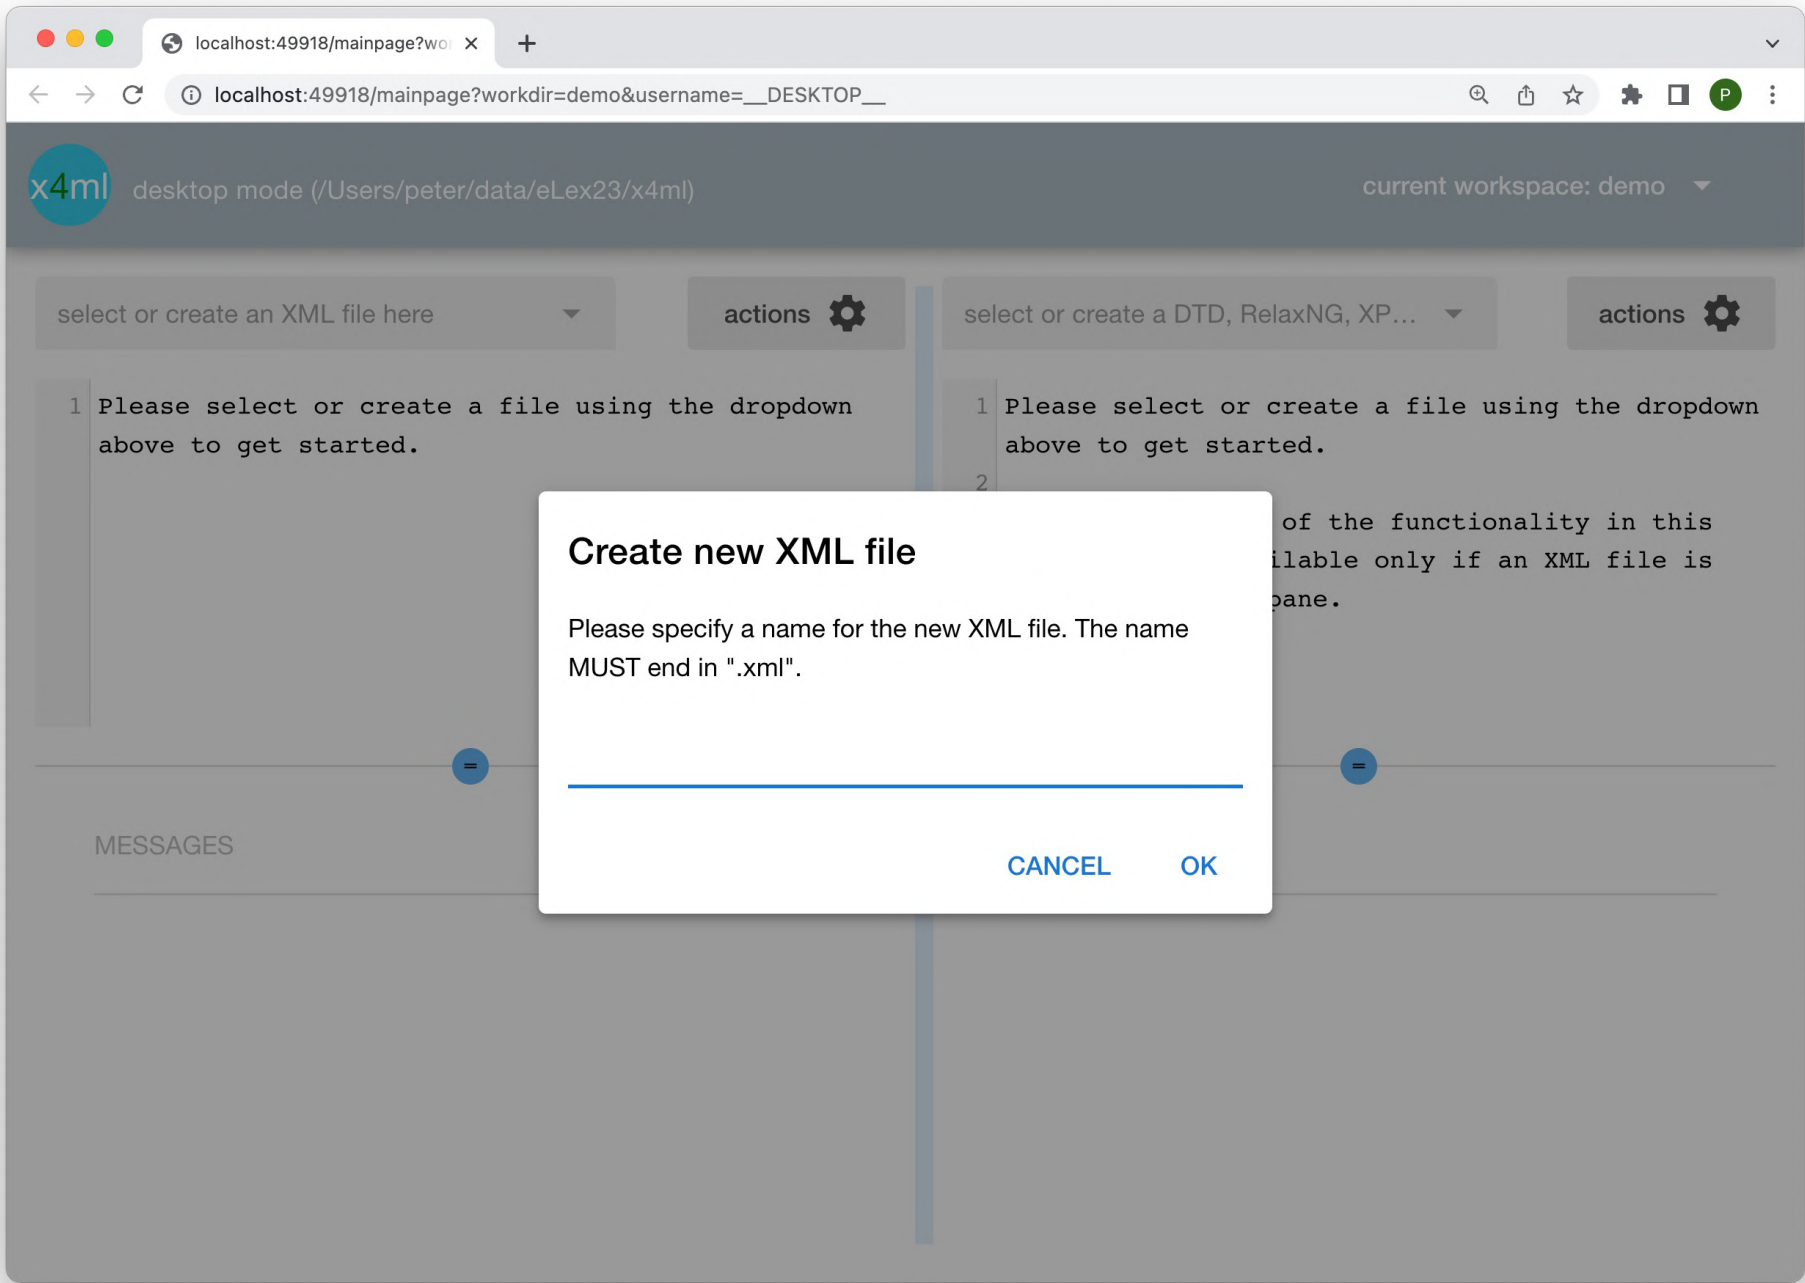 localhost:49918/mainpage?wo
localhost:49918/mainpage?workdir=demo&username=__DESKTOP__
P
x4ml
desktop mode (/Users/peter/data/eLex23/x4ml)
current workspace: demo
select or create an XML file here
actions
select or create a DTD, RelaxNG, XP...
actions
1 Please select or create a file using the dropdown
above to get started.
1 Please select or create a file using the dropdown
above to get started.
2
of the functionality in this
only if an XML file is
pane.
Create new XML file
Please specify a name for the new XML file. The name
MUST end in ".xml".
=
=
CANCEL
OK
MESSAGES